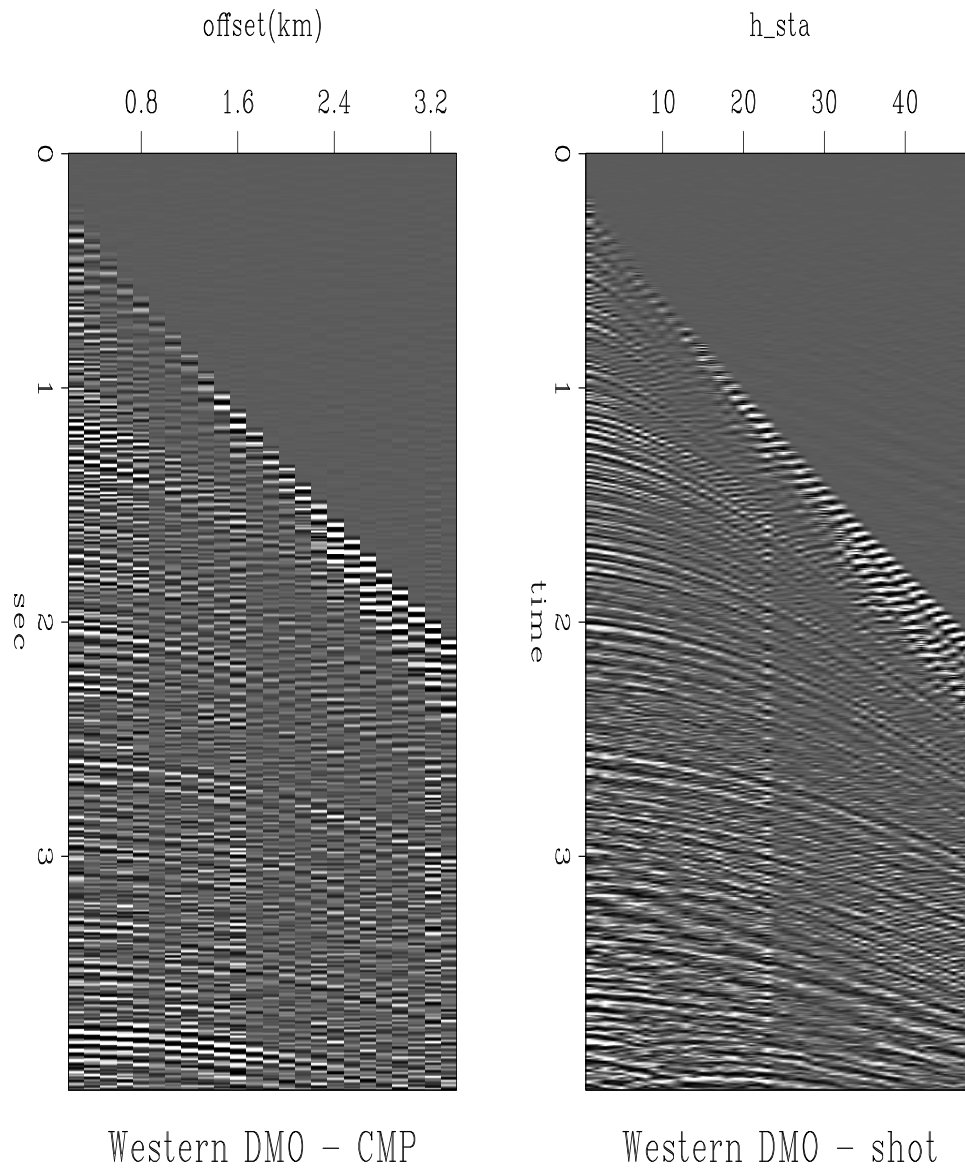 offset(km)
0.8 1.6 2.4 3.2
0
1
2
3
sec
Western DMO - CMP
h_sta
10 20 30 40
0
1
2
3
time
Western DMO - shot